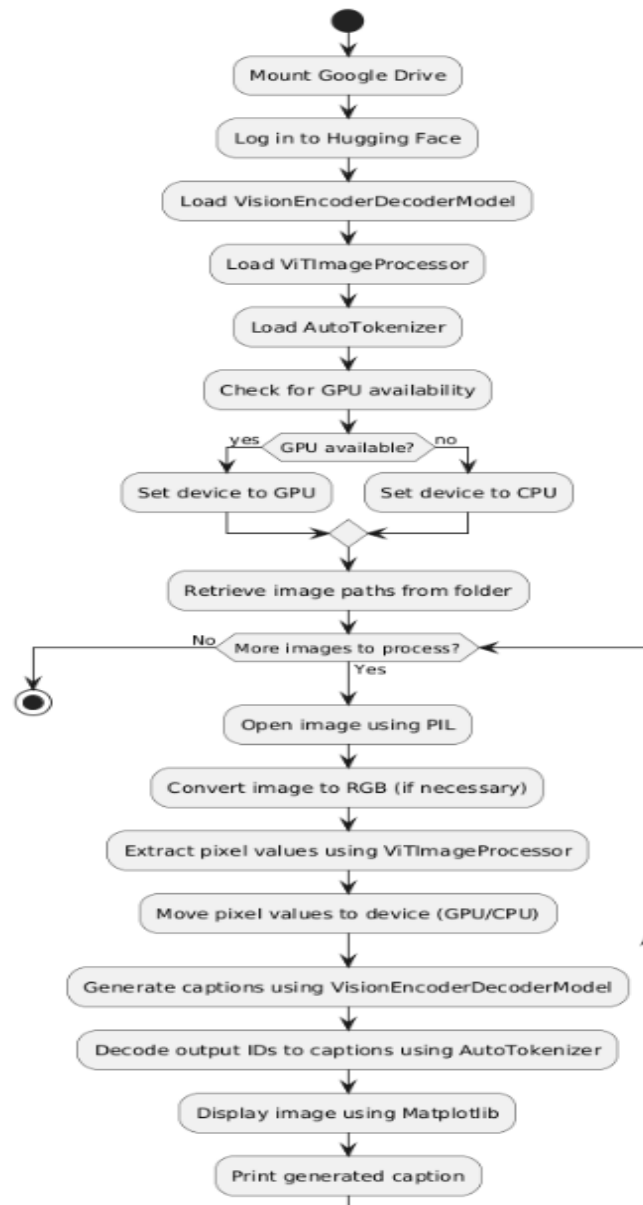 Mount Google Drive
Log in to Hugging Face
Load VisionEncoderDecoderModel
Load ViTImageProcessor
Load AutoTokenizer
Check for GPU availability
yes
GPU available?
no
Set device to GPU
Set device to CPU
Retrieve image paths from folder
No
More images to process?
Yes
Open image using PIL
Convert image to RGB (if necessary)
Extract pixel values using ViTImageProcessor
Move pixel values to device (GPU/CPU)
Generate captions using VisionEncoderDecoderModel
Decode output IDs to captions using AutoTokenizer
Display image using Matplotlib
Print generated caption